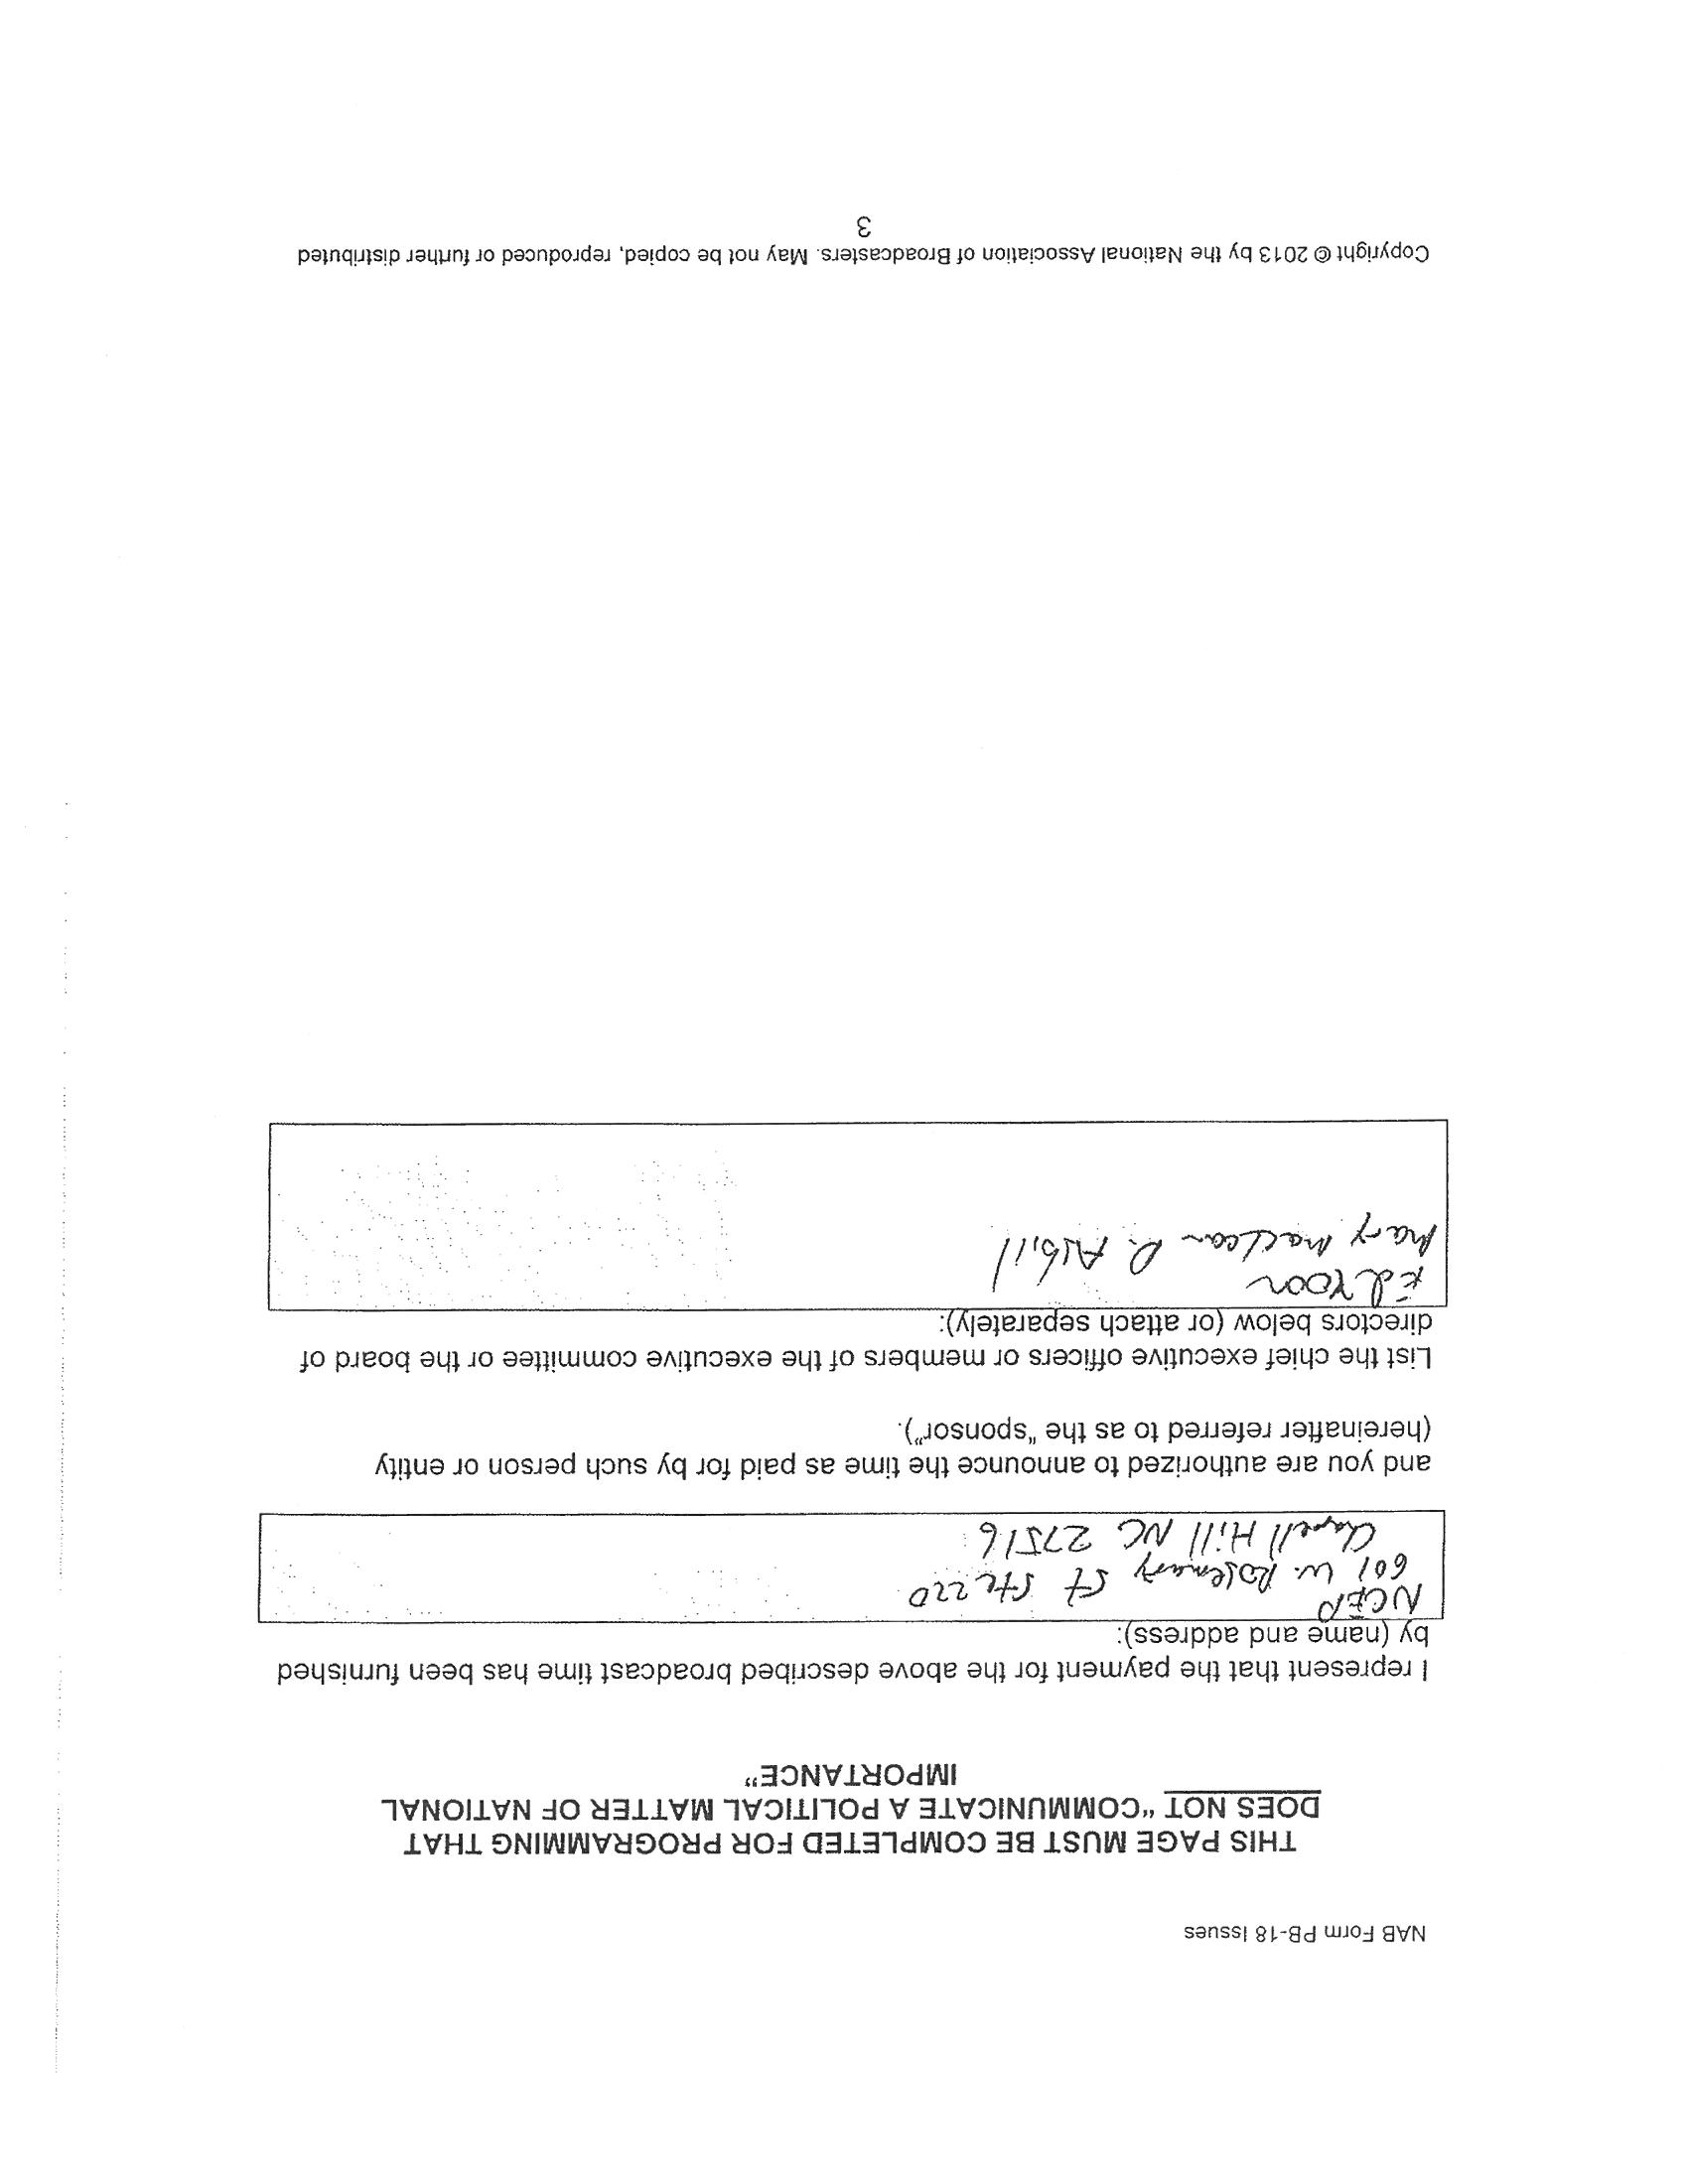 NAB Form PB-18 Issues
THIS PAGE MUST BE COMPLETED FOR PROGRAMMING THAT
DOES NOT “COMMUNICATE A POLITICAL MATTER OF NATIONAL
IMPORTANCE”
I represent that the payment for the above described broadcast time has been furnished
by (name and address):
NCEP
601 W. Rosemary St Ste 220
Chapell Hill NC 27516
and you are authorized to announce the time as paid for by such person or entity
(hereinafter referred to as the “sponsor”).
List the chief executive officers or members of the executive committee or the board of
directors below (or attach separately):
Ed Yoon
Mary Maclean D. Asbill
Copyright © 2013 by the National Association of Broadcasters. May not be copied, reproduced or further distributed
3